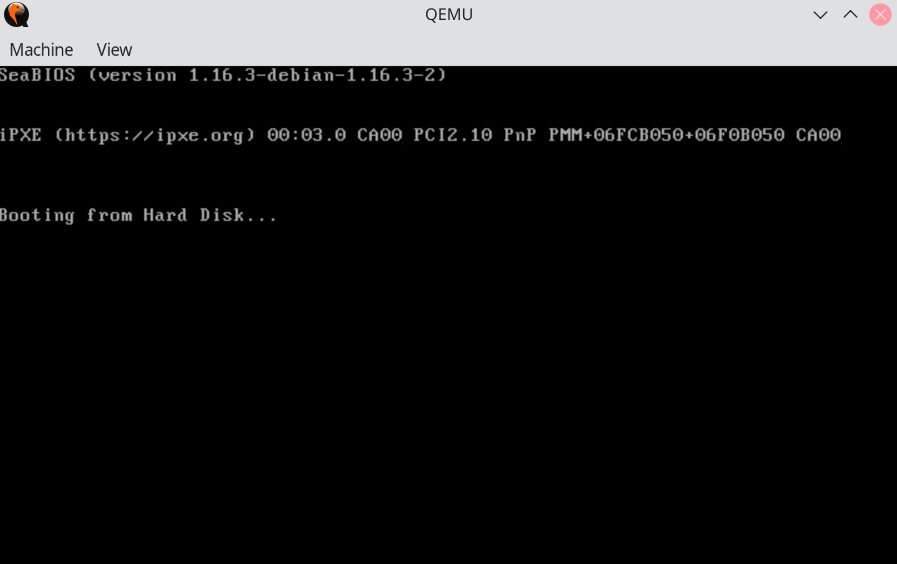 QEMU
Machine View
SeaBIOS (version 1.16.3-debian-1.16.3-2)
iPXE (https://ipxe.org) 00:03.0 CA00 PCI2.10 PnP PMM+06FCB050+06F0B050 CA00
Booting from Hard Disk...